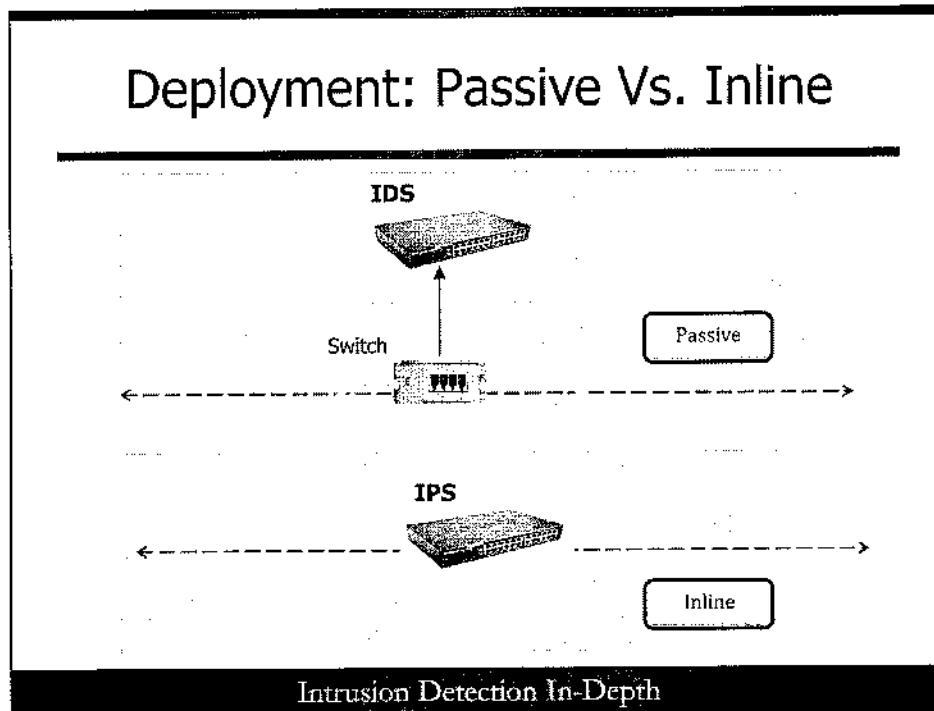 Deployment: Passive Vs. Inline
IDS
Switch
Passive
IPS
Inline
Intrusion Detection In-Depth